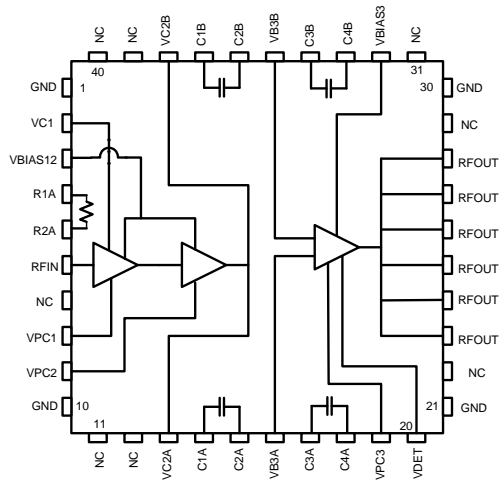 NC
NC
VC2B
C1B
C2B
VB3B
C3B
C4B
VBIAS3
NC
40
31
GND
1
30
GND
VC1
NC
VBIAS12
RFOUT
R1A
RFOUT
R2A
RFOUT
RFIN
RFOUT
NC
RFOUT
VPC1
RFOUT
VPC2
NC
GND
10
21
GND
11
20
NC
NC
VC2A
C1A
C2A
VB3A
C3A
C4A
VPC3
VDET